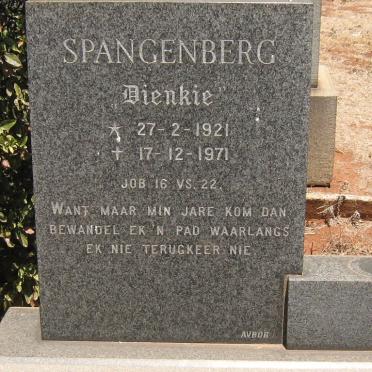 SPANGENBERG
Dienkie
* 27-2-1921
+ 17-12-1971
JOB 16 VS. 22.
WANT MAAR MIN JARE KOM DAN
BEWANDEL EK 'N PAD WAARLANGS
EK NIE TERUGKEER NIE
AVBOB